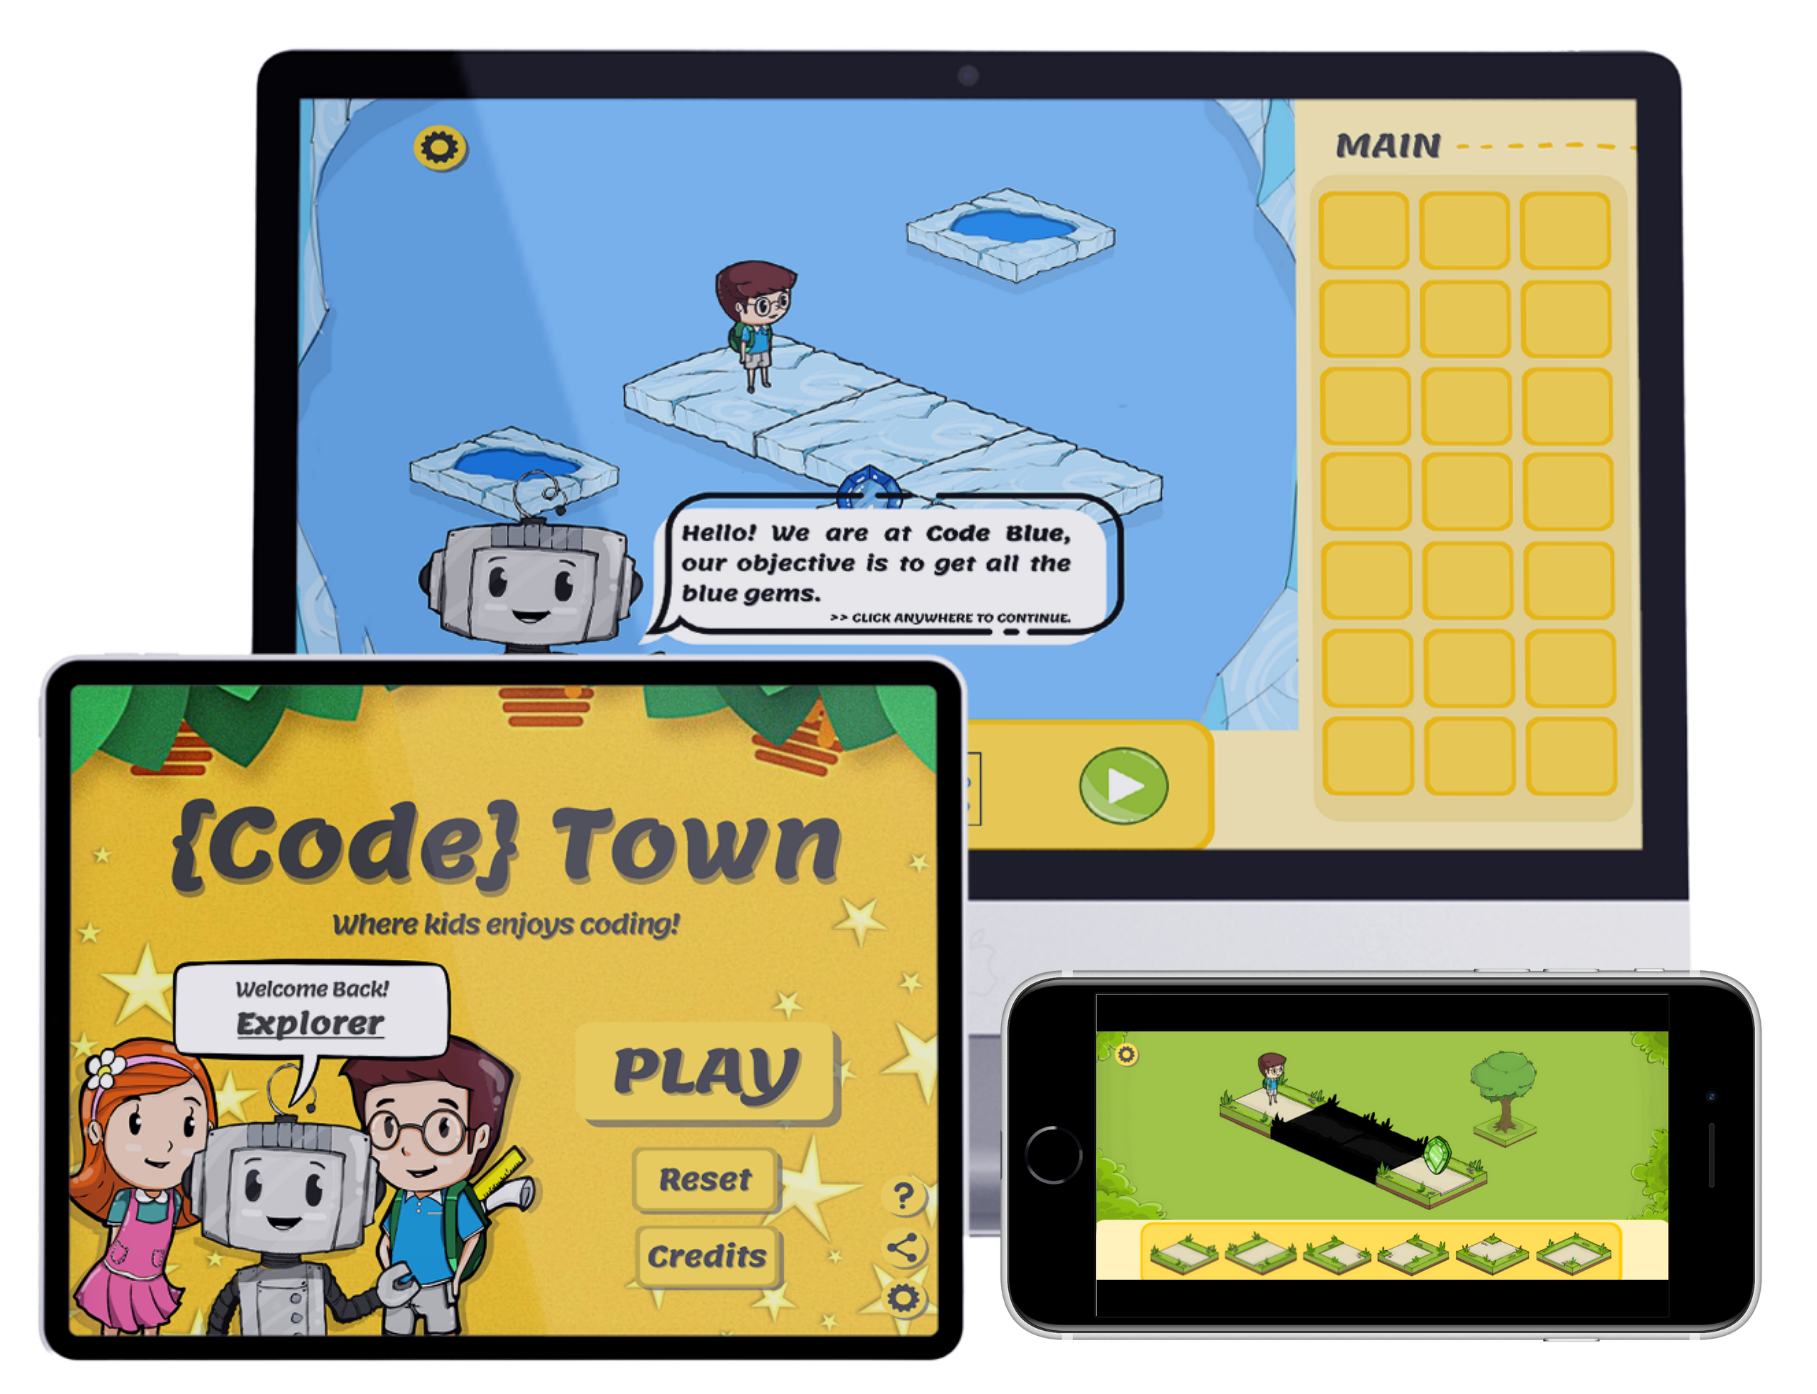 MAIN
Hello! We are at Code Blue,
our objective is to get all the
blue gems.
>> CLICK ANYWHERE TO CONTINUE.
{Code} Town
Where kids enjoys coding!
Welcome Back!
Explorer
PLAY
Reset
Credits
?